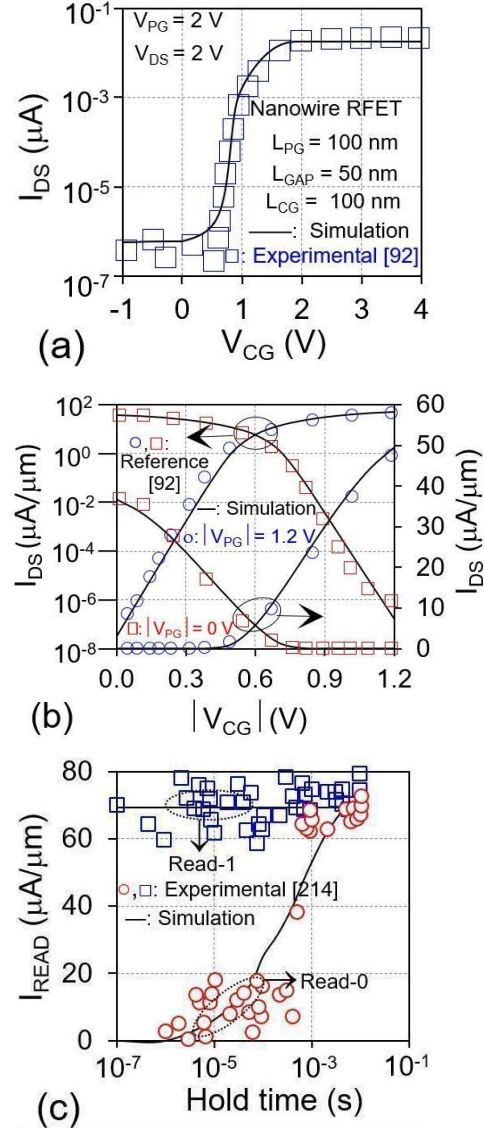 V_PG = 2 V
V_DS = 2 V
Nanowire RFET
L_PG = 100 nm
L_GAP = 50 nm
L_CG = 100 nm
—: Simulation
□: Experimental [92]
I_DS (μA)
10⁻¹
10⁻³
10⁻⁵
10⁻⁷
-1 0 1 2 3 4
V_CG (V)
(a)
I_DS (μA/μm)
10²
10⁰
10⁻²
10⁻⁴
10⁻⁶
10⁻⁸
○,□:
Reference
[92]
—: Simulation
○: |V_PG| = 1.2 V
□: |V_PG| = 0 V
60
50
40
30
20
10
0
I_DS (μA/μm)
0.0 0.3 0.6 0.9 1.2
|V_CG| (V)
(b)
I_READ (μA/μm)
80
60
40
20
0
Read-1
○,□: Experimental [214]
—: Simulation
Read-0
10⁻⁷ 10⁻⁵ 10⁻³ 10⁻¹
Hold time (s)
(c)